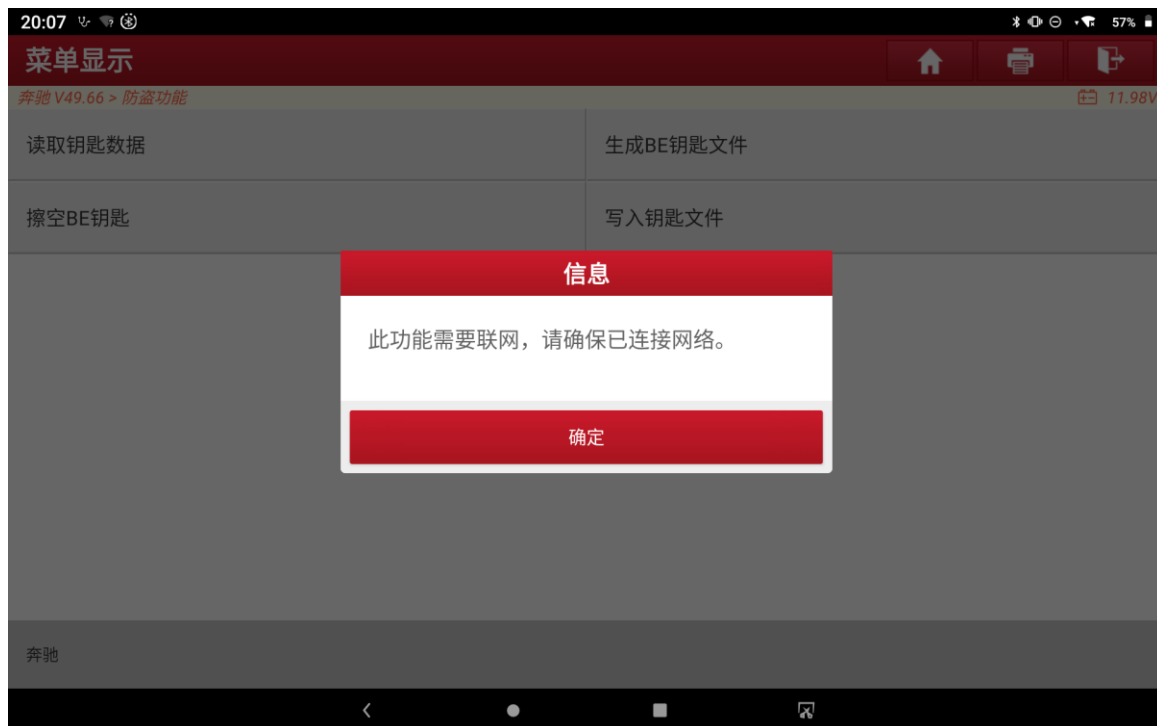 20:07
57%
菜单显示
奔驰 V49.66 > 防盗功能
11.98V
读取钥匙数据
生成BE钥匙文件
擦空BE钥匙
写入钥匙文件
信息
此功能需要联网，请确保已连接网络。
确定
奔驰